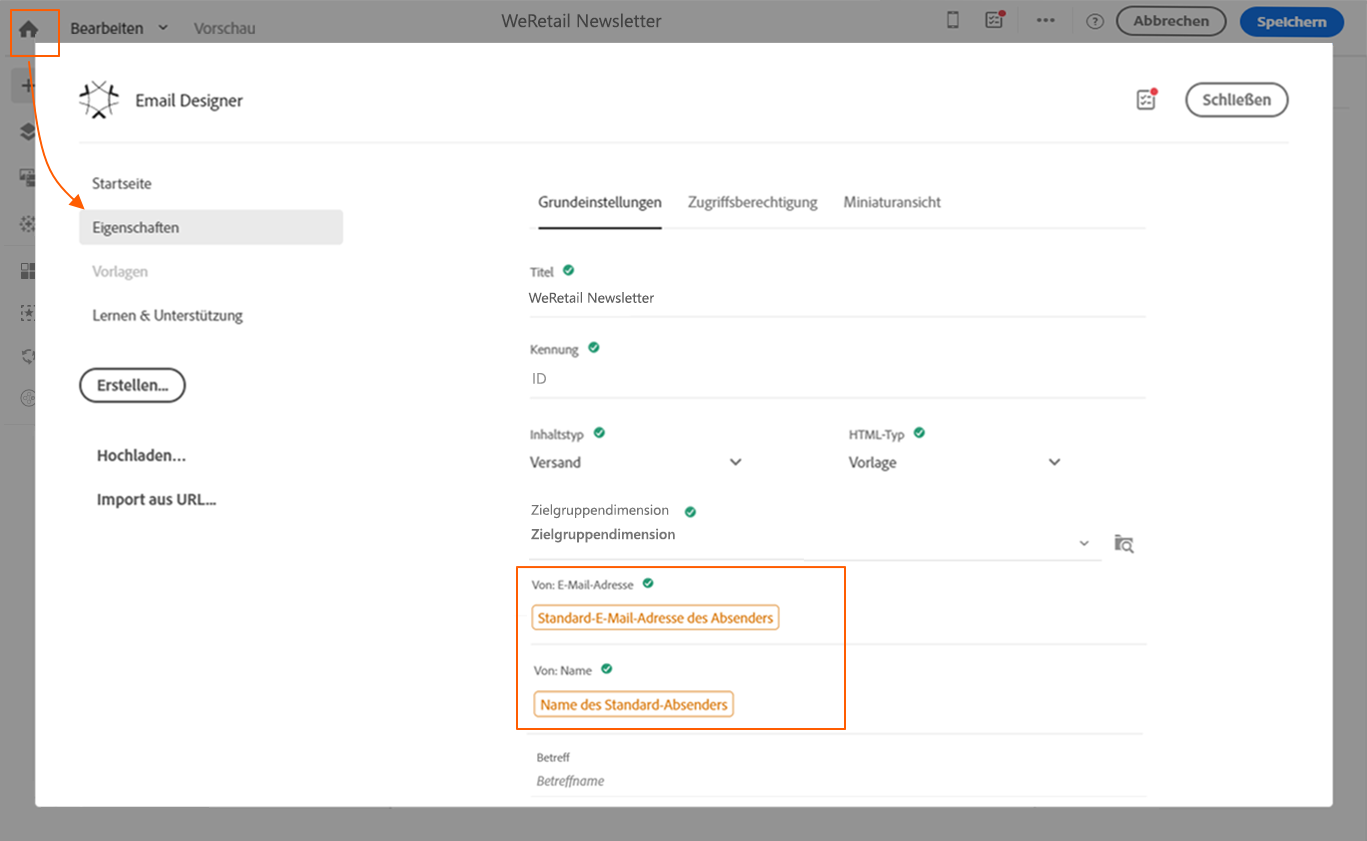 Bearbeiten Vorschau WeRetail Newsletter Abbrechen Speichern
Email Designer Schließen
Startseite
Eigenschaften
Vorlagen
Lernen & Unterstützung
Erstellen...
Hochladen...
Import aus URL...
Grundeinstellungen Zugriffsberechtigung Miniaturansicht
Titel
WeRetail Newsletter
Kennung
ID
Inhaltstyp HTML-Typ
Versand Vorlage
Zielgruppendimension
Zielgruppendimension
Von: E-Mail-Adresse
Standard-E-Mail-Adresse des Absenders
Von: Name
Name des Standard-Absenders
Betreff
Betreffname